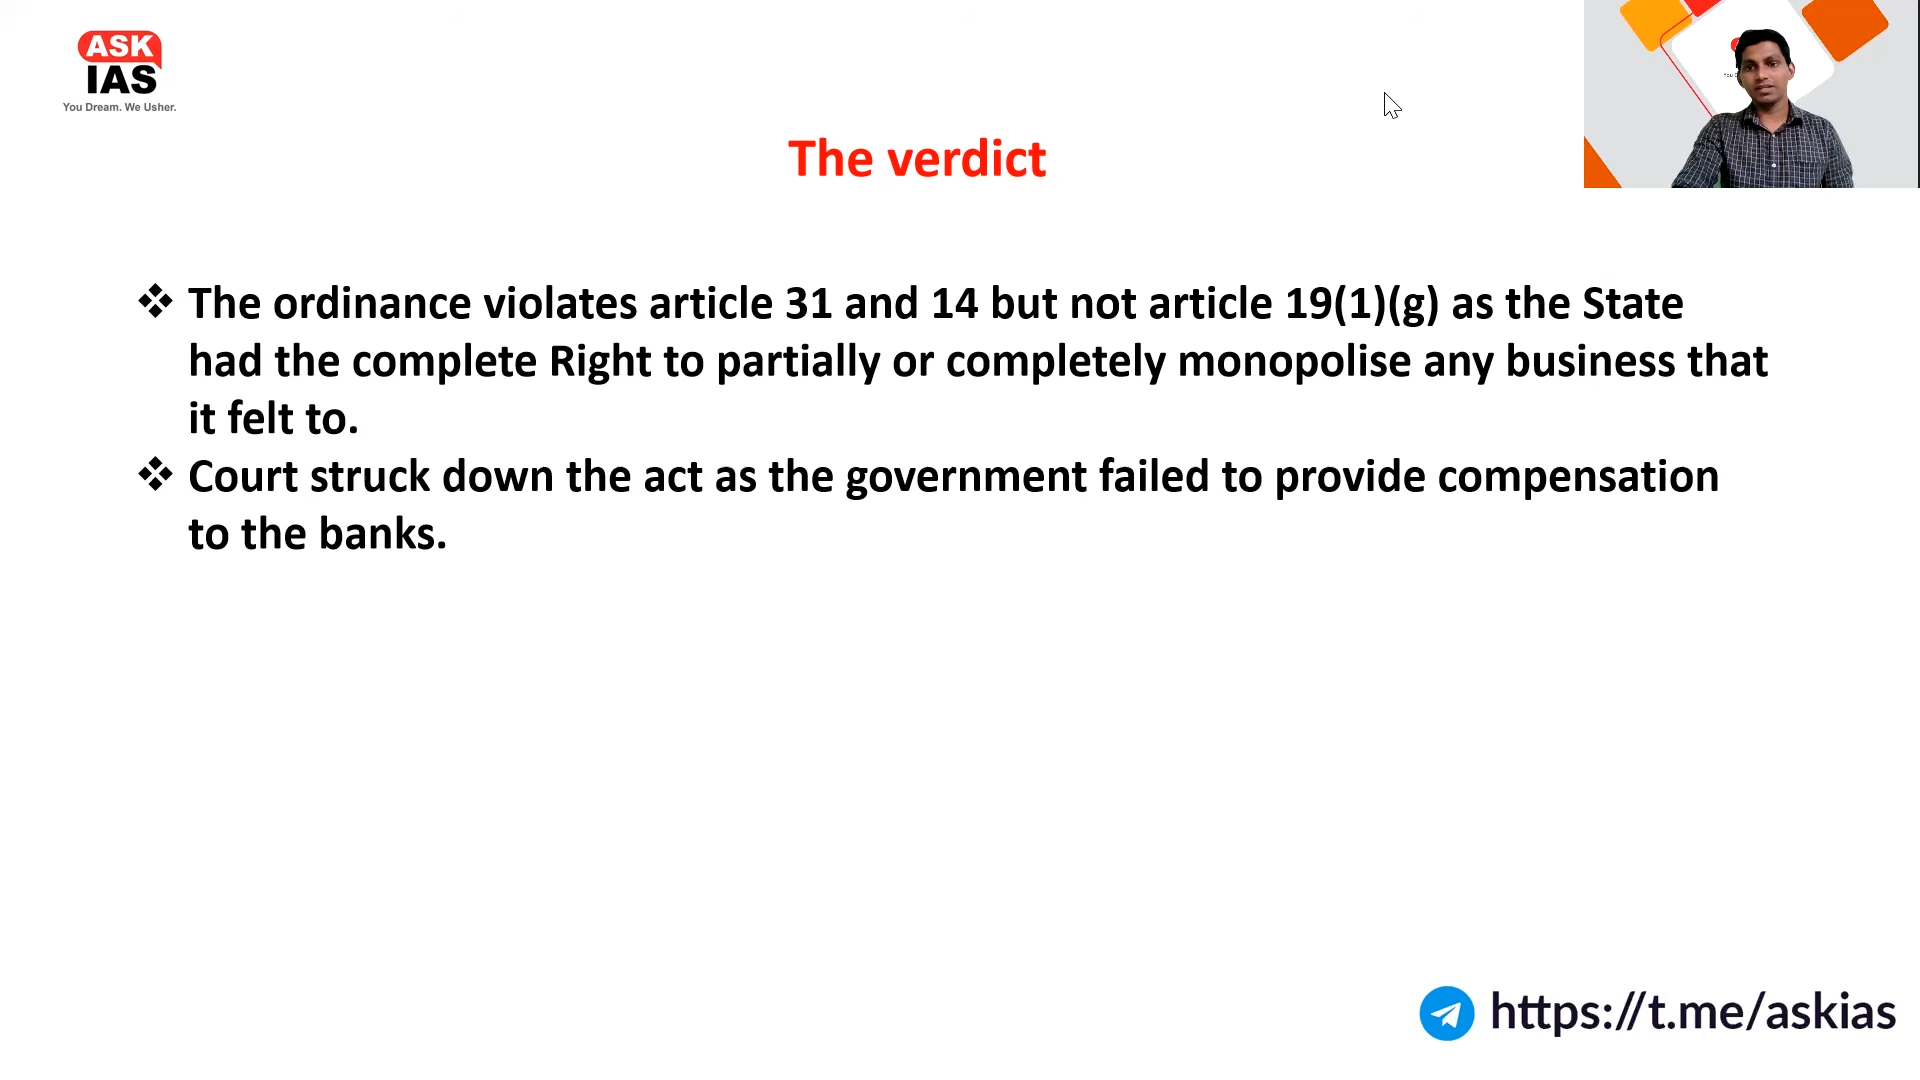 ASK
IAS
You Dream. We Usher.
The verdict
The ordinance violates article 31 and 14 but not article 19(1)(g) as the State
had the complete Right to partially or completely monopolise any business that
it felt to.
Court struck down the act as the government failed to provide compensation
to the banks.
https://t.me/askias